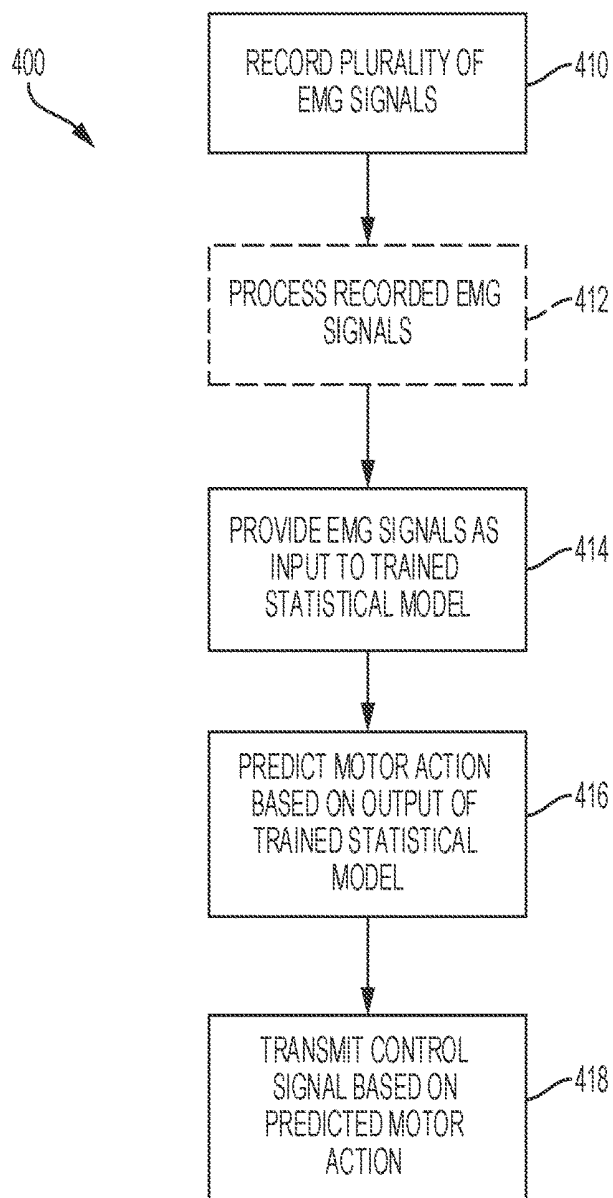 400
RECORD PLURALITY OF
EMG SIGNALS
410
PROCESS RECORDED EMG
SIGNALS
412
PROVIDE EMG SIGNALS AS
INPUT TO TRAINED
STATISTICAL MODEL
414
PREDICT MOTOR ACTION
BASED ON OUTPUT OF
TRAINED STATISTICAL
MODEL
416
TRANSMIT CONTROL
SIGNAL BASED ON
PREDICTED MOTOR
ACTION
418